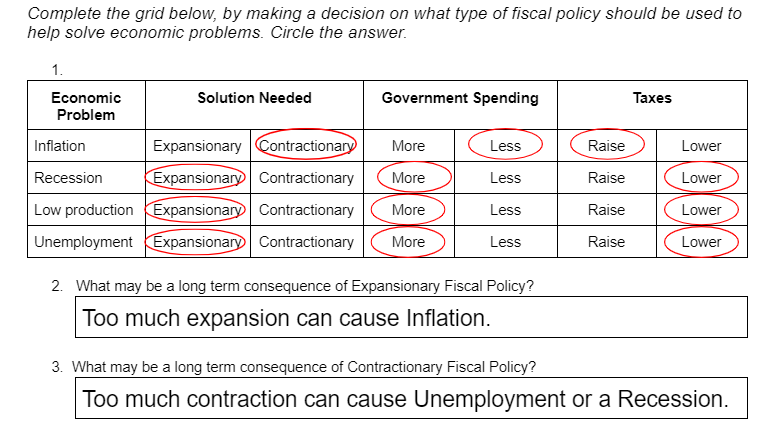 Complete the grid below, by making a decision on what type of fiscal policy should be used to
help solve economic problems. Circle the answer.
1.
Economic Problem Solution Needed Government Spending Taxes
Inflation Expansionary Contractionary More Less Raise Lower
Recession Expansionary Contractionary More Less Raise Lower
Low production Expansionary Contractionary More Less Raise Lower
Unemployment Expansionary Contractionary More Less Raise Lower
2. What may be a long term consequence of Expansionary Fiscal Policy?
Too much expansion can cause Inflation.
3. What may be a long term consequence of Contractionary Fiscal Policy?
Too much contraction can cause Unemployment or a Recession.